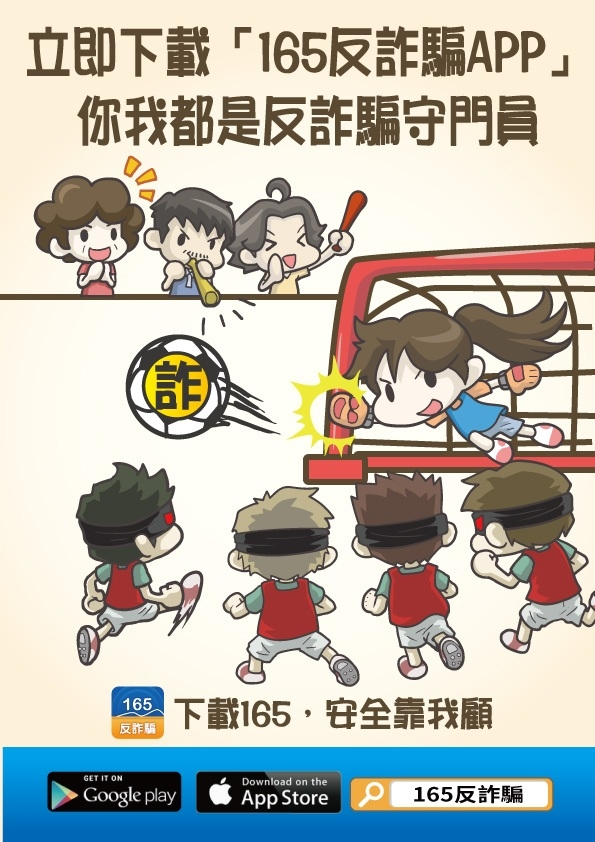 立即下載「165反詐騙APP」
你我都是反詐騙守門員
詐
165
反詐騙
下載165，安全靠我顧
GET IT ON
Google play
Download on the
App Store
165反詐騙